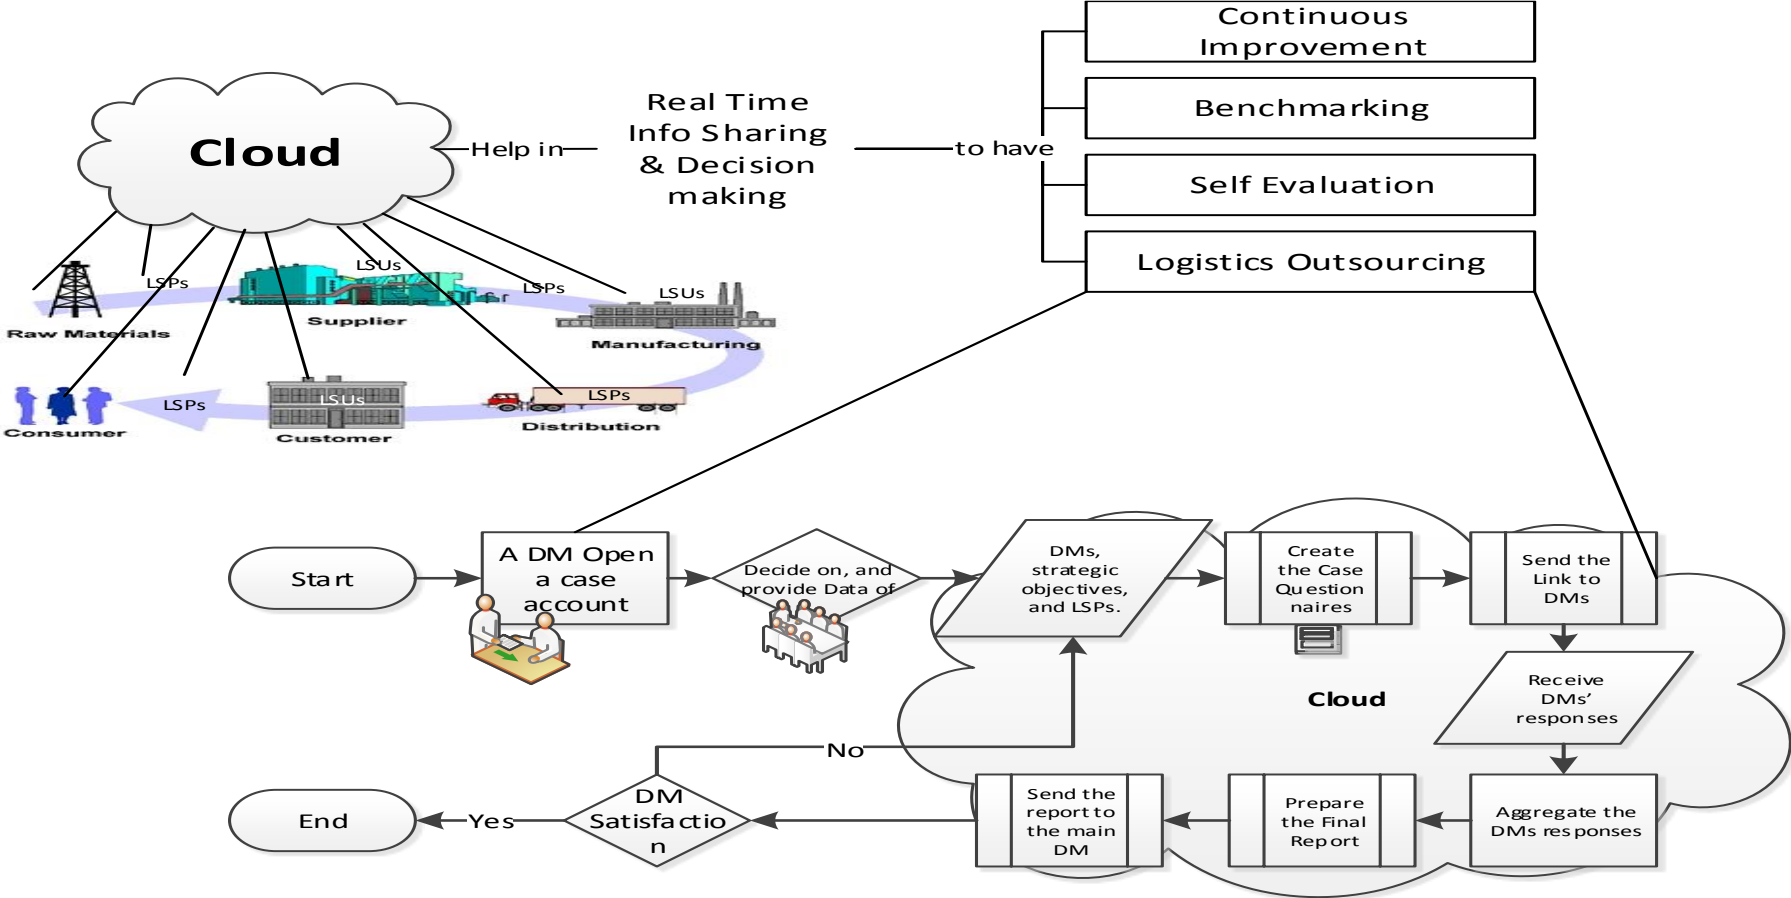 Continuous
Improvement
Benchmarking
Self Evaluation
Logistics Outsourcing
Cloud
Help in
Real Time
Info Sharing
& Decision
making
to have
LSPs
LSUs
LSPs
LSUs
Raw Materials
Supplier
Manufacturing
LSPs
LSUs
LSPs
Consumer
Customer
Distribution
Start
A DM Open
a case
account
Decide on, and
provide Data of
DMs,
strategic
objectives,
and LSPs.
Create
the Case
Question
naires
Send the
Link to
DMs
Receive
DMs’
responses
Cloud
Aggregate the
DMs responses
Prepare
the Final
Report
Send the
report to
the main
DM
No
DM
Satisfactio
n
Yes
End